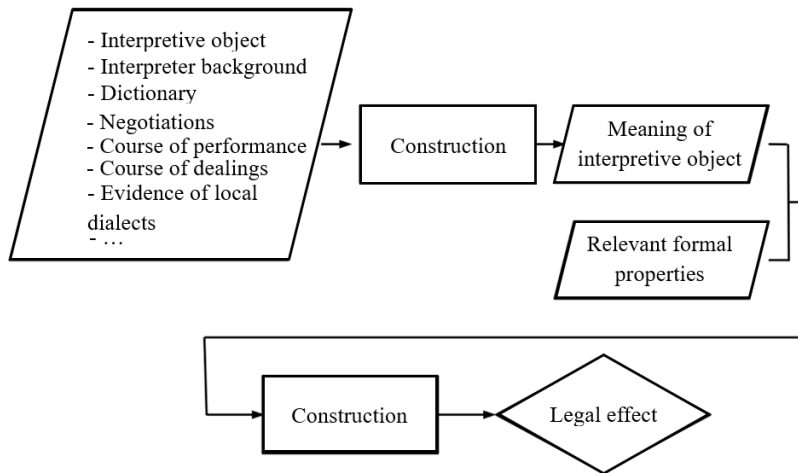 - Interpretive object
- Interpreter background
- Dictionary
- Negotiations
- Course of performance
- Course of dealings
- Evidence of local
dialects
- ...
Construction
Meaning of
interpretive object
Relevant formal
properties
Construction
Legal effect